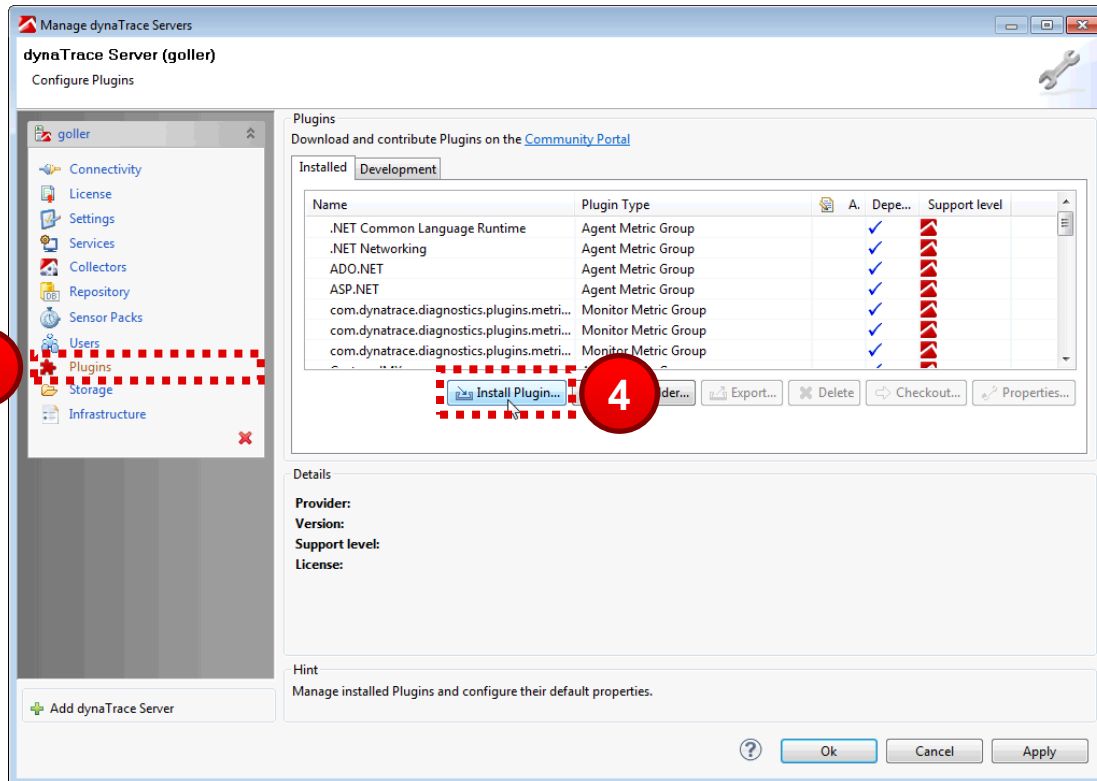 Manage dynaTrace Servers
dynaTrace Server (goller)
Configure Plugins
goller
Connectivity
License
Settings
Services
Collectors
Repository
Sensor Packs
Users
Plugins
Storage
Infrastructure
Add dynaTrace Server
Plugins
Download and contribute Plugins on the Community Portal
Installed Development
Name Plugin Type A. Depe... Support level
.NET Common Language Runtime Agent Metric Group
.NET Networking Agent Metric Group
ADO.NET Agent Metric Group
ASP.NET Agent Metric Group
com.dynatrace.diagnostics.plugins.metri... Monitor Metric Group
com.dynatrace.diagnostics.plugins.metri... Monitor Metric Group
com.dynatrace.diagnostics.plugins.metri... Monitor Metric Group
Install Plugin... 4 Export... Delete Checkout... Properties...
Details
Provider:
Version:
Support level:
License:
Hint
Manage installed Plugins and configure their default properties.
Ok Cancel Apply